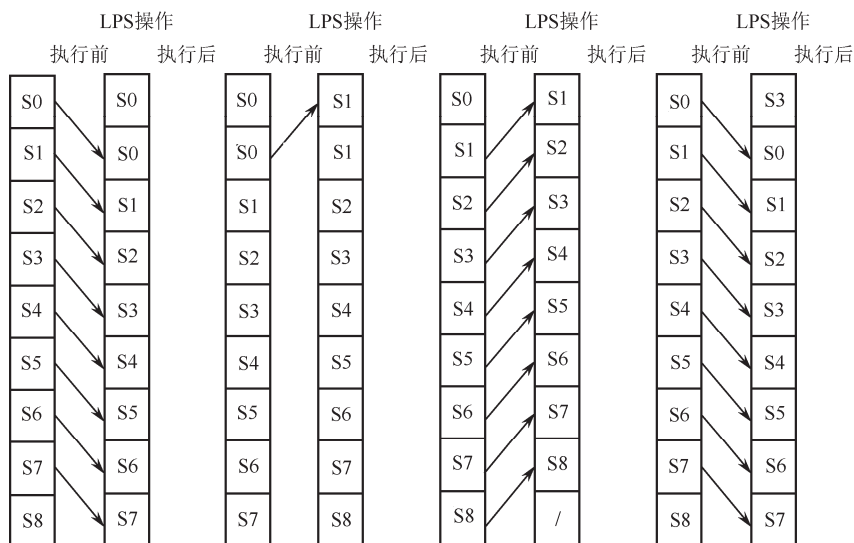 LPS操作 LPS操作 LPS操作 LPS操作
执行前 执行后 执行前 执行后 执行前 执行后 执行前 执行后
S0 S0 S0 S1 S0 S1 S0 S3
S1 S0 S0 S1 S1 S2 S1 S0
S2 S1 S1 S2 S2 S3 S2 S1
S3 S2 S2 S3 S3 S4 S3 S2
S4 S3 S3 S4 S4 S5 S4 S3
S5 S4 S4 S5 S5 S6 S5 S4
S6 S5 S5 S6 S6 S7 S6 S5
S7 S6 S6 S7 S7 S8 S7 S6
S8 S7 S7 S8 S8 / S8 S7